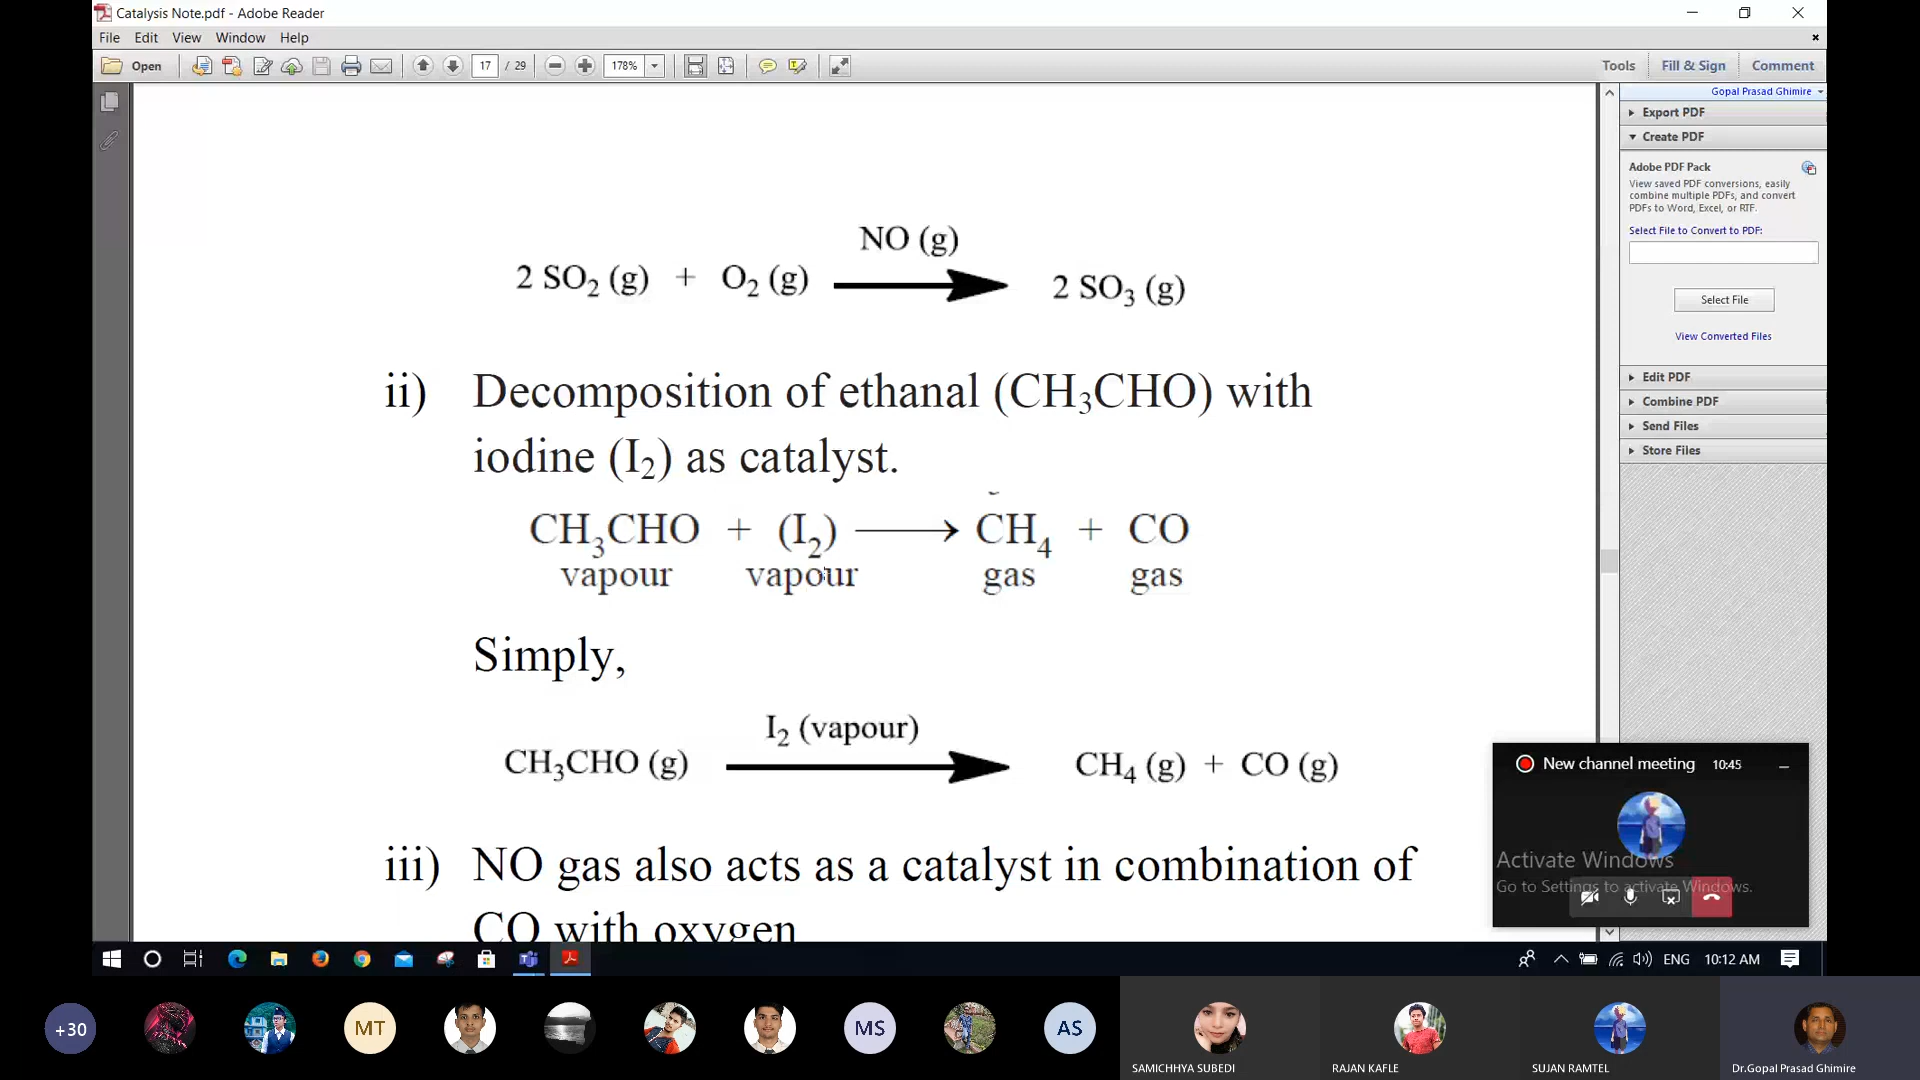 Catalysis Note.pdf - Adobe Reader
File Edit View Window Help
Open 17 / 29 178% Tools Fill & Sign Comment
Gopal Prasad Ghimire
Export PDF
Create PDF
Adobe PDF Pack
View saved PDF conversions, easily
combine multiple PDFs, and convert
PDFs to Word, Excel, or RTF.
Select File to Convert to PDF:
Select File
View Converted Files
Edit PDF
Combine PDF
Send Files
Store Files
NO (g)
2 SO₂ (g) + O₂ (g) 2 SO₃ (g)
ii) Decomposition of ethanal (CH₃CHO) with
iodine (I₂) as catalyst.
CH₃CHO + (I₂) ⟶ CH₄ + CO
vapour vapour gas gas
Simply,
I₂ (vapour)
CH₃CHO (g) CH₄ (g) + CO (g)
iii) NO gas also acts as a catalyst in combination of
CO with oxygen
New channel meeting 10:45
Activate Windows
Go to Settings to activate Windows.
ENG 10:12 AM
+30 MT MS AS
SAMICHHYA SUBEDI RAJAN KAFLE SUJAN RAMTEL Dr.Gopal Prasad Ghimire